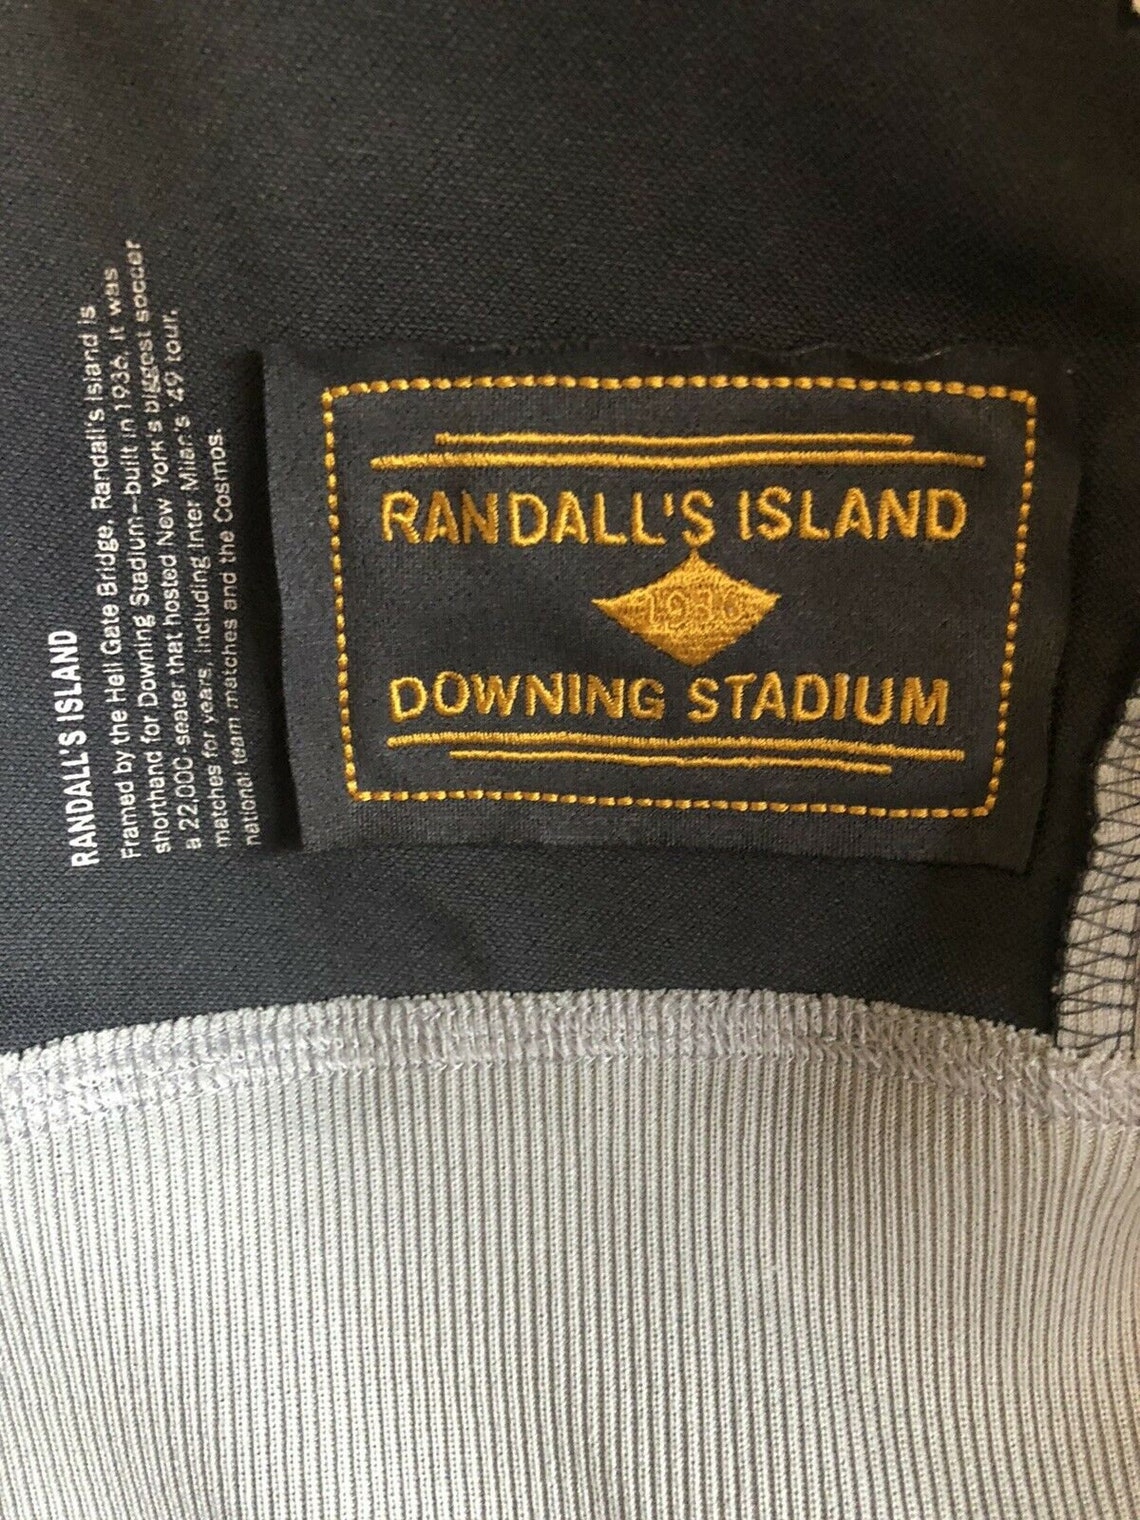 RANDALL'S ISLAND
Framed by the Hell Gate Bridge, Randall's Island is
shorthand for Downing Stadium–built in 1936, it was
a 22,000 seater that hosted New York's biggest soccer
matches for years, including Inter Milan's '49 tour,
national team matches and the Cosmos.
RANDALL'S ISLAND
1936
DOWNING STADIUM